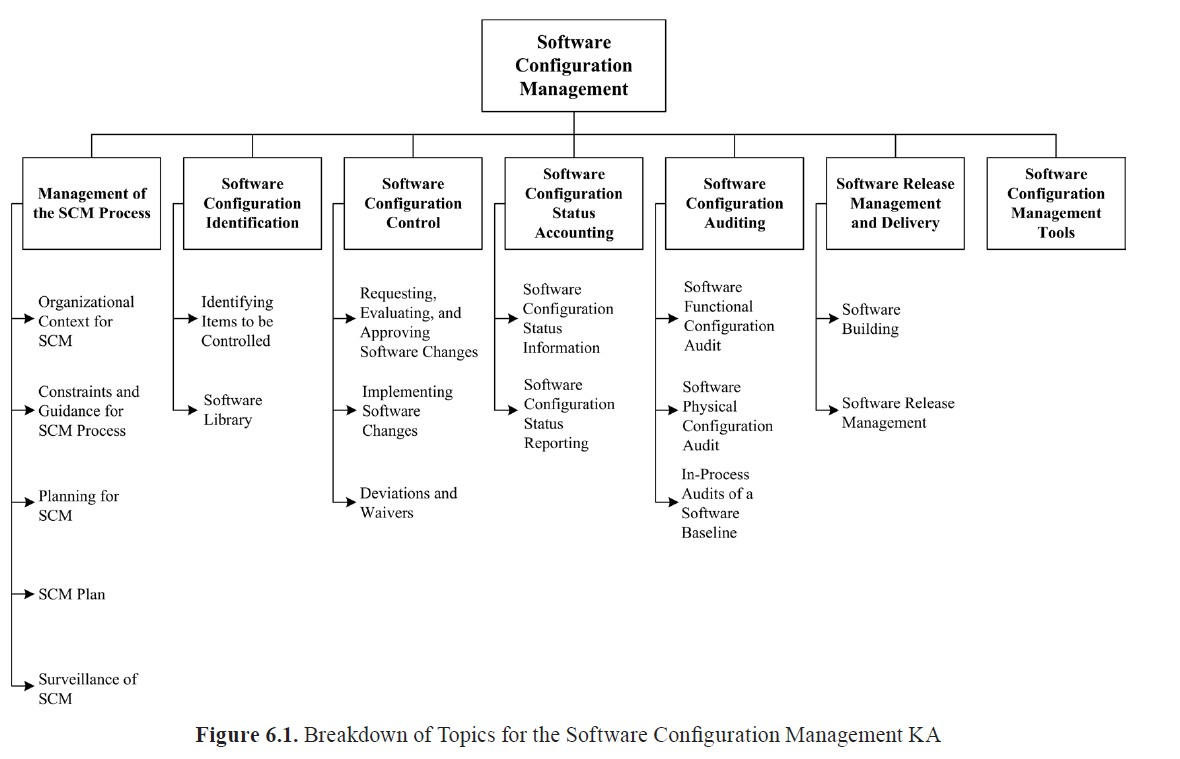 Software
Configuration
Management
Management of
the SCM Process
Organizational
Context for
SCM
Constraints and
Guidance for
SCM Process
Planning for
SCM
SCM Plan
Surveillance of
SCM
Software
Configuration
Identification
Identifying
Items to be
Controlled
Software
Library
Software
Configuration
Control
Requesting,
Evaluating, and
Approving
Software Changes
Implementing
Software
Changes
Deviations and
Waivers
Software
Configuration
Status
Accounting
Software
Configuration
Status
Information
Software
Configuration
Status
Reporting
Software
Configuration
Auditing
Software
Functional
Configuration
Audit
Software
Physical
Configuration
Audit
In-Process
Audits of a
Software
Baseline
Software Release
Management
and Delivery
Software
Building
Software Release
Management
Software
Configuration
Management
Tools
Figure 6.1. Breakdown of Topics for the Software Configuration Management KA